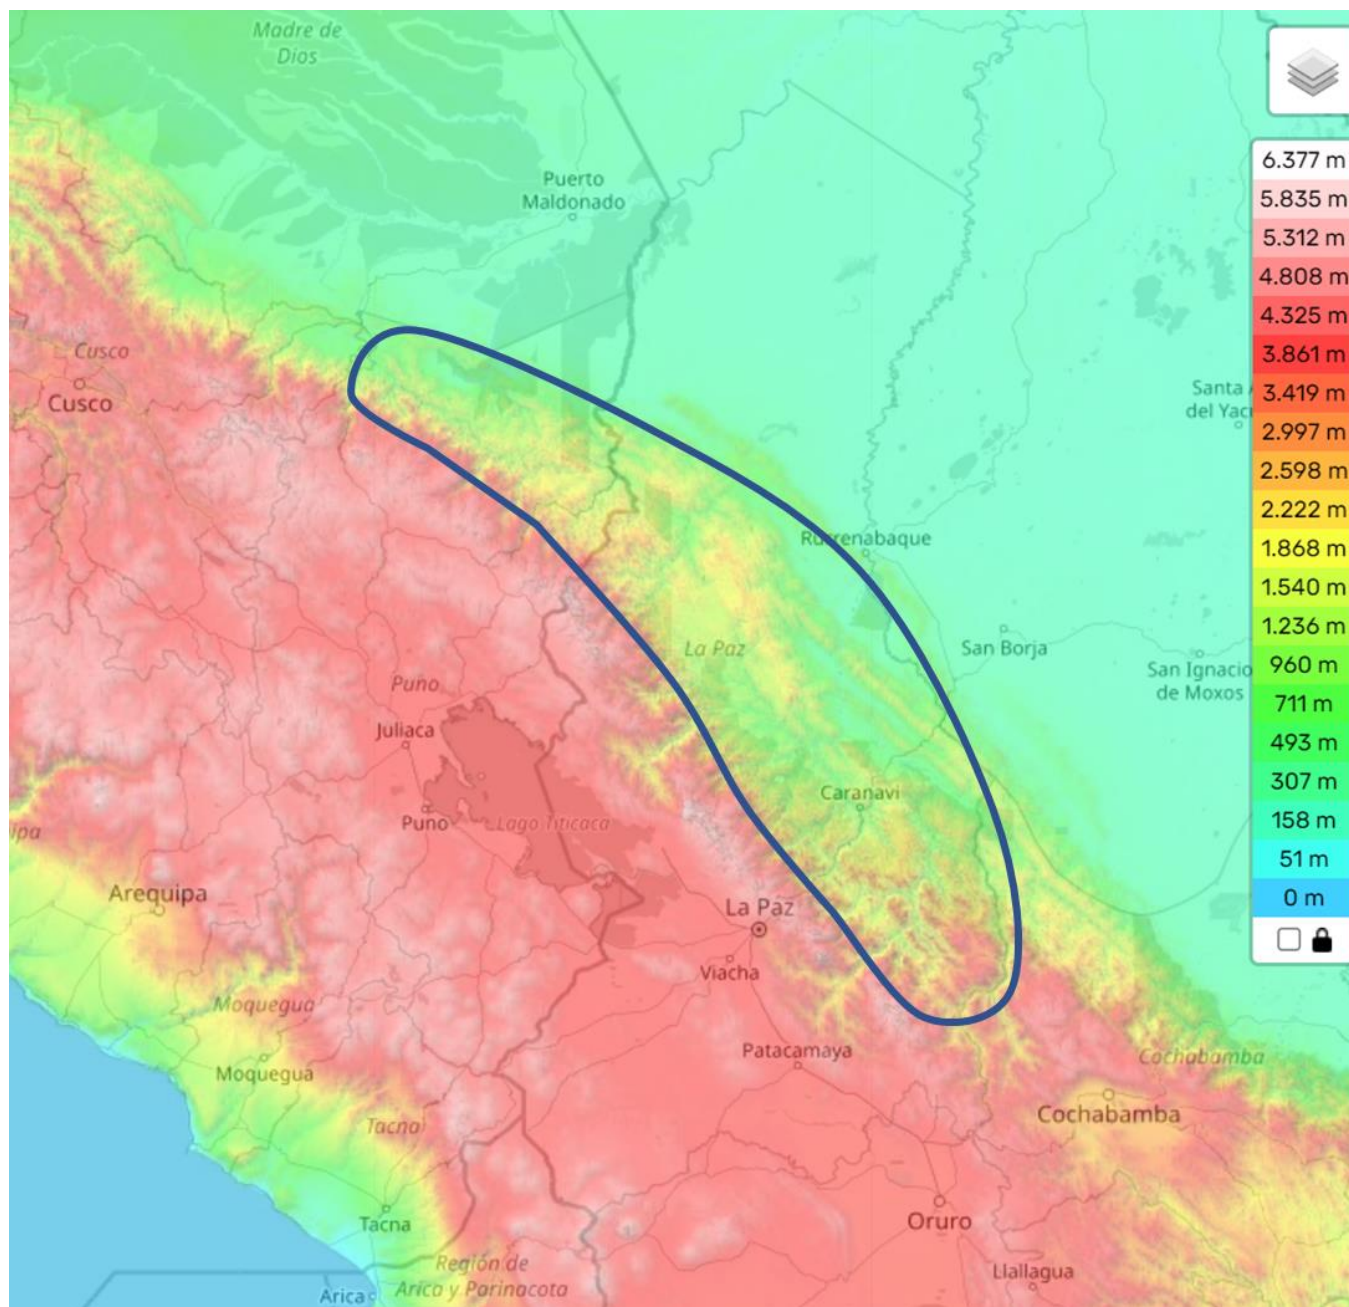 Madre de
Dios
Puerto
Maldonado
Cusco
Cusco
Santa A
del Yac
Rurrenabaque
La Paz
San Borja
San Ignacio
de Moxos
Puno
Juliaca
Puno
Lago Titicaca
Caranavi
ipa
Arequipa
La Paz
Viacha
Moquegua
Patacamaya
Moquegua
Cochabamba
Cochabamba
Tacna
Tacna
Oruro
Región de
Arica y Parinacota
Llallagua
Arica
6.377 m
5.835 m
5.312 m
4.808 m
4.325 m
3.861 m
3.419 m
2.997 m
2.598 m
2.222 m
1.868 m
1.540 m
1.236 m
960 m
711 m
493 m
307 m
158 m
51 m
0 m